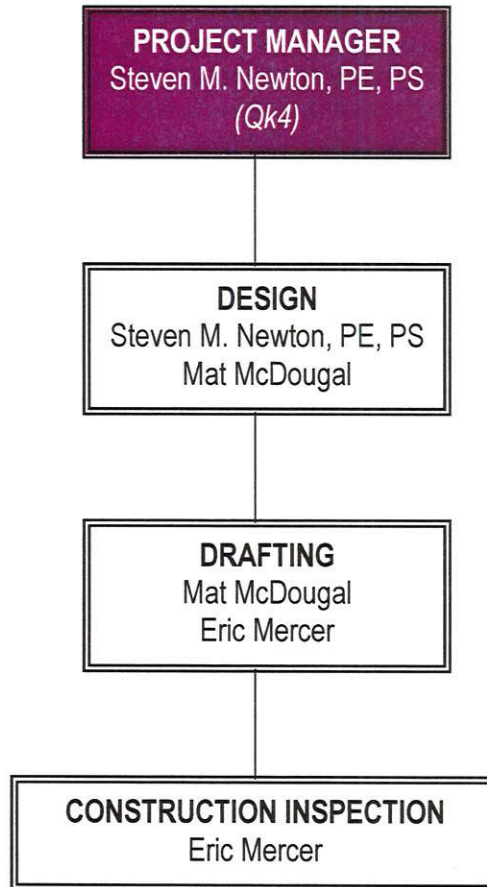 PROJECT MANAGER
Steven M. Newton, PE, PS
(Qk4)
DESIGN
Steven M. Newton, PE, PS
Mat McDougal
DRAFTING
Mat McDougal
Eric Mercer
CONSTRUCTION INSPECTION
Eric Mercer